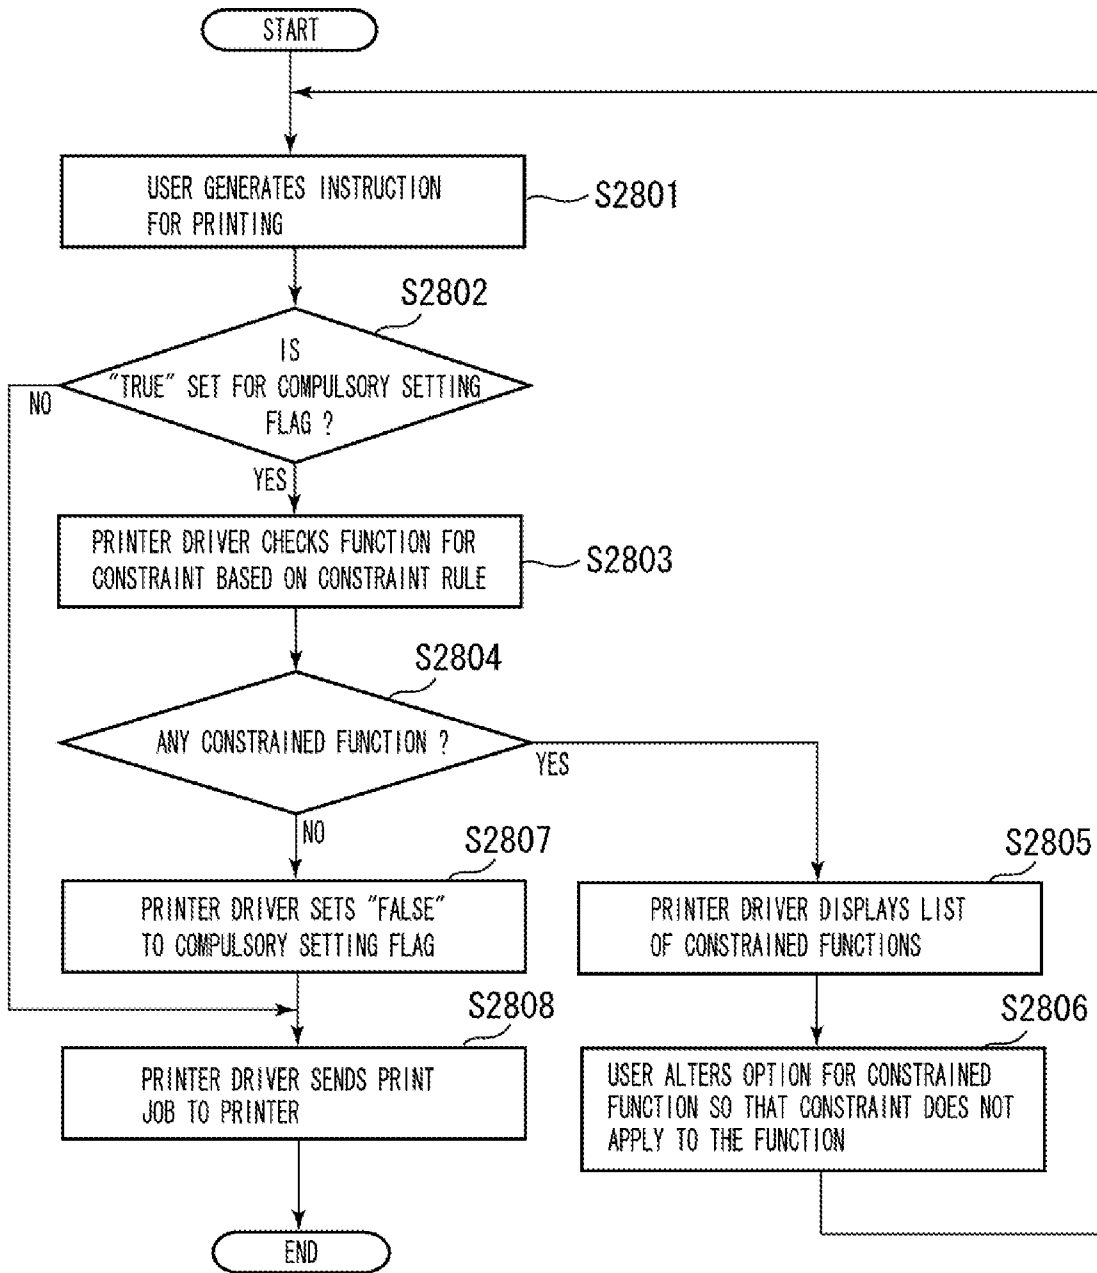 START
USER GENERATES INSTRUCTION
FOR PRINTING
S2801
S2802
IS
"TRUE" SET FOR COMPULSORY SETTING
FLAG ?
NO
YES
PRINTER DRIVER CHECKS FUNCTION FOR
CONSTRAINT BASED ON CONSTRAINT RULE
S2803
S2804
ANY CONSTRAINED FUNCTION ?
YES
NO
S2807
PRINTER DRIVER SETS "FALSE"
TO COMPULSORY SETTING FLAG
S2805
PRINTER DRIVER DISPLAYS LIST
OF CONSTRAINED FUNCTIONS
S2808
PRINTER DRIVER SENDS PRINT
JOB TO PRINTER
S2806
USER ALTERS OPTION FOR CONSTRAINED
FUNCTION SO THAT CONSTRAINT DOES NOT
APPLY TO THE FUNCTION
END